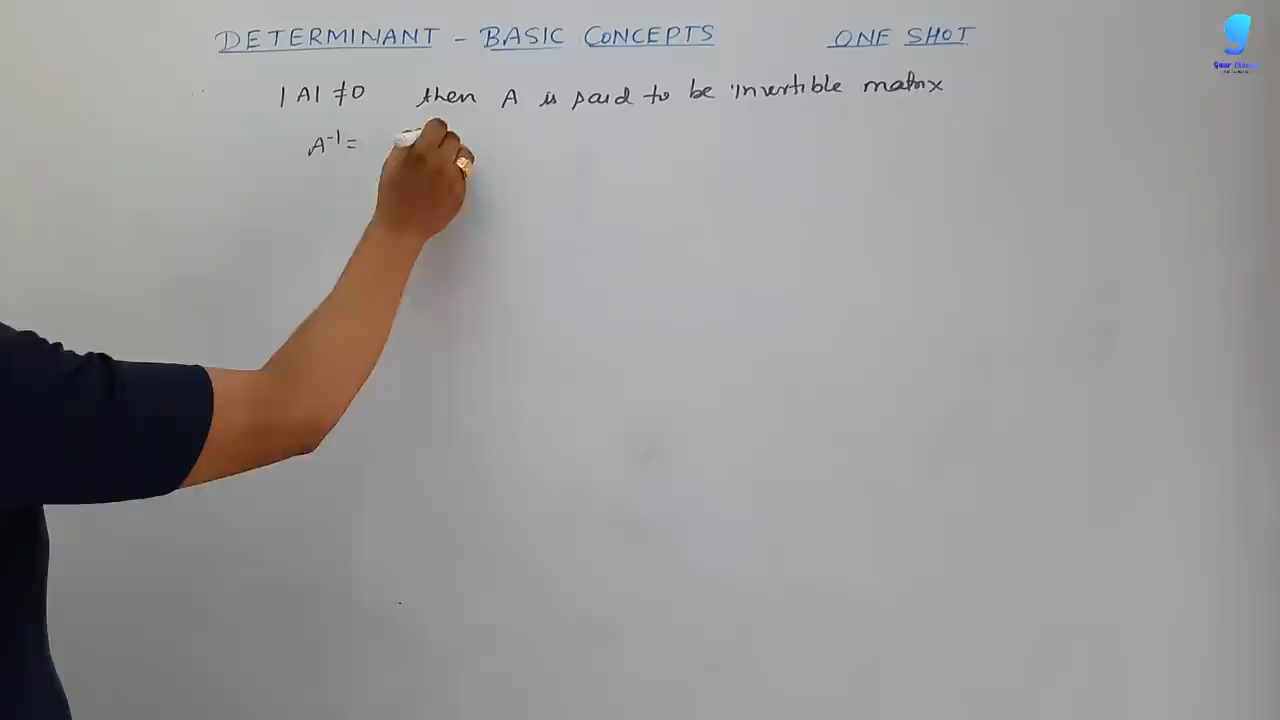 DETERMINANT - BASIC CONCEPTS ONE SHOT
|A| ≠ 0 then A is said to be invertible matrix
A⁻¹ =